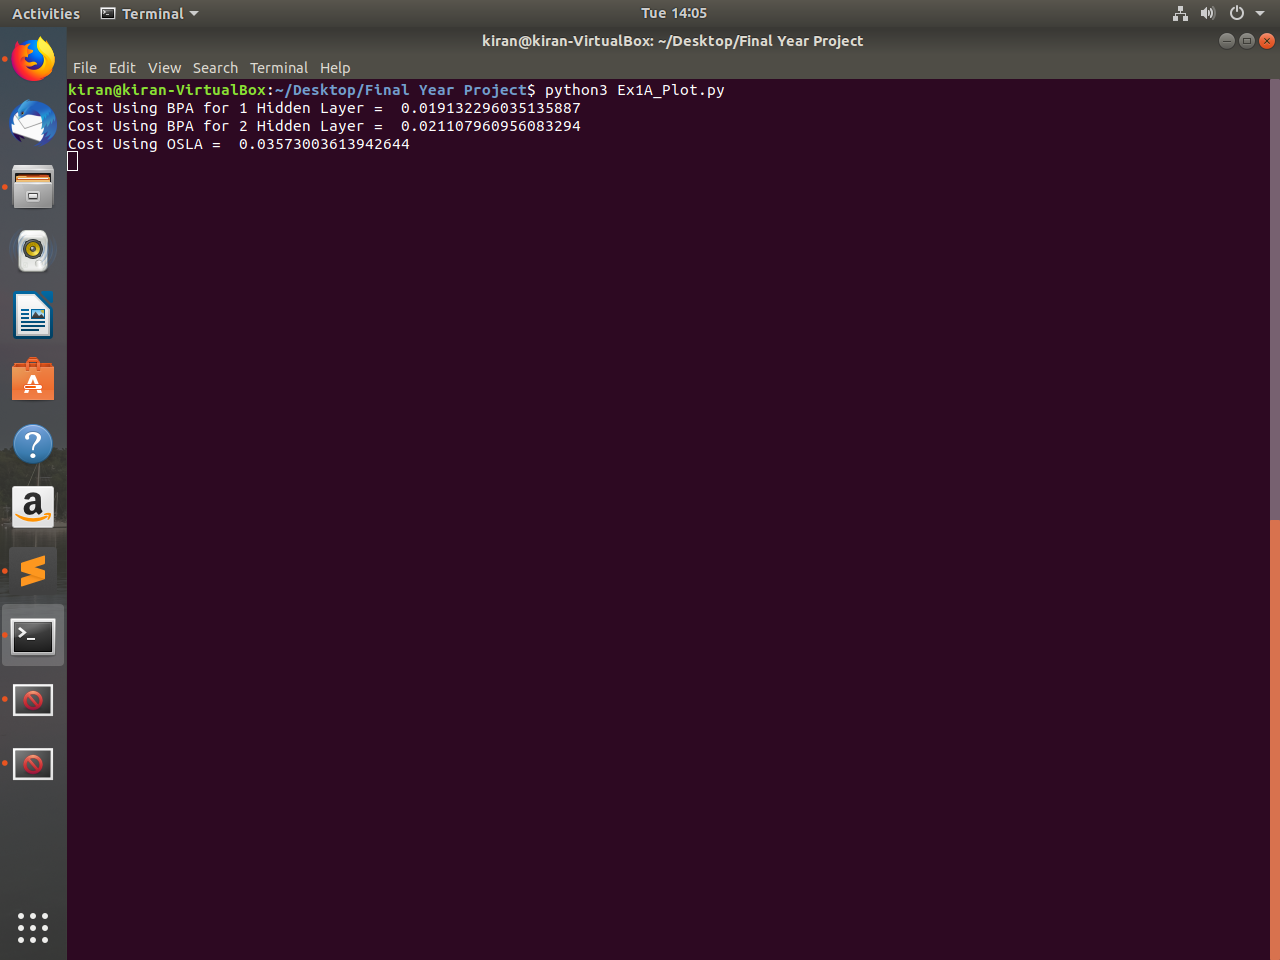 Activities Terminal Tue 14:05
kiran@kiran-VirtualBox: ~/Desktop/Final Year Project
File Edit View Search Terminal Help
kiran@kiran-VirtualBox:~/Desktop/Final Year Project$ python3 Ex1A_Plot.py
Cost Using BPA for 1 Hidden Layer =  0.019132296035135887
Cost Using BPA for 2 Hidden Layer =  0.021107960956083294
Cost Using OSLA =  0.03573003613942644